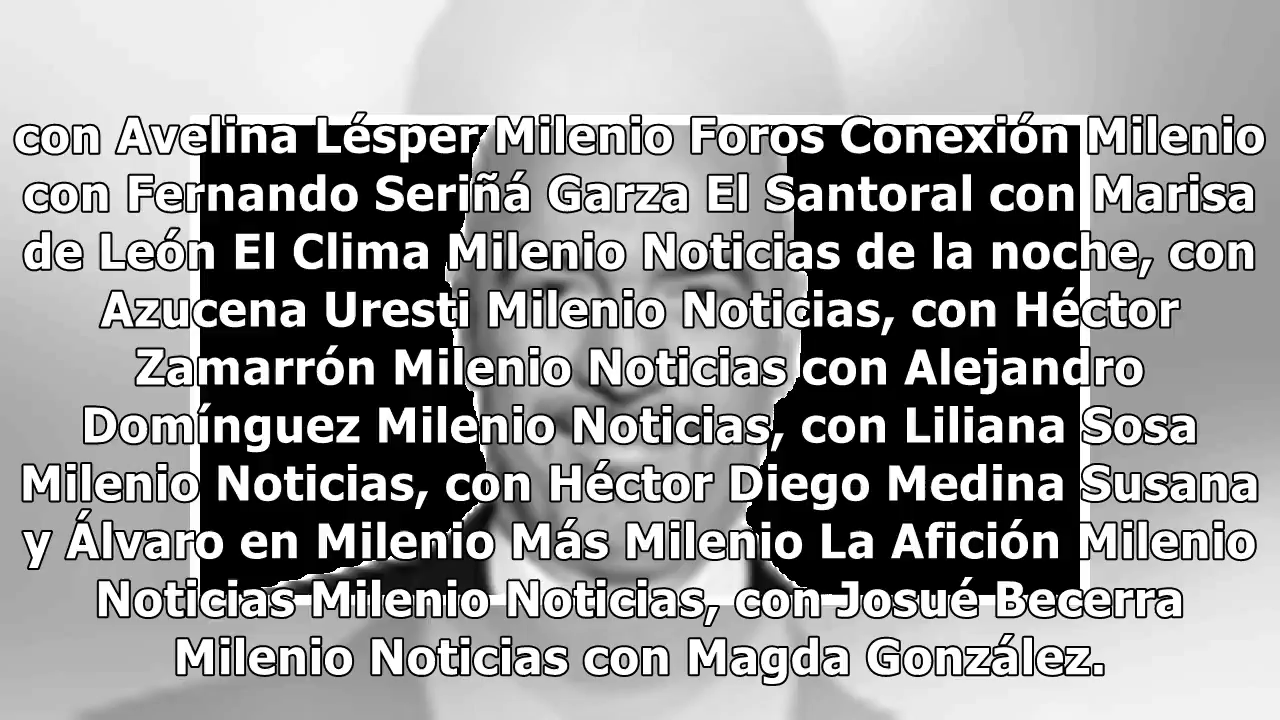 con Avelina Lésper Milenio Foros Conexión Milenio
con Fernando Seriñá Garza El Santoral con Marisa
de León El Clima Milenio Noticias de la noche, con
Azucena Uresti Milenio Noticias, con Héctor
Zamarrón Milenio Noticias con Alejandro
Domínguez Milenio Noticias, con Liliana Sosa
Milenio Noticias, con Héctor Diego Medina Susana
y Álvaro en Milenio Más Milenio La Afición Milenio
Noticias Milenio Noticias, con Josué Becerra
Milenio Noticias con Magda González.